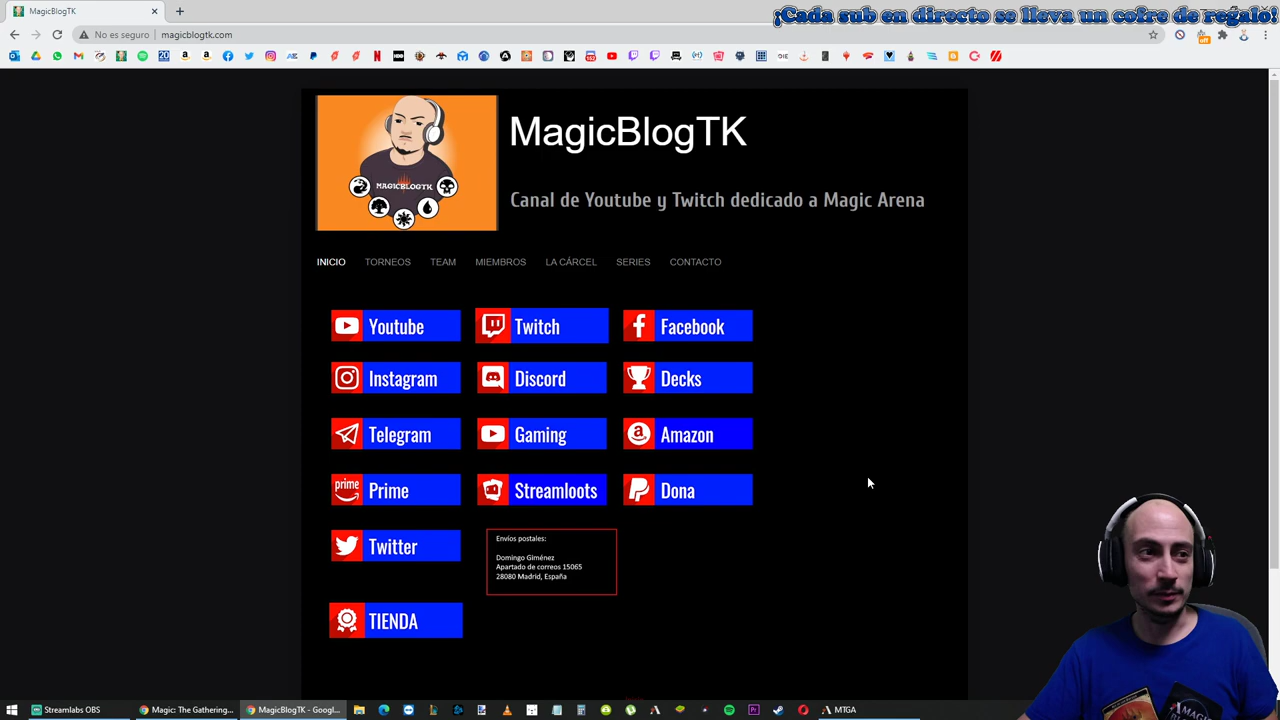 MagicBlogTK
¡Cada sub en directo se lleva un cofre de regalo!
No es seguro | magicblogtk.com
MAGICBLOGTK
MagicBlogTK
Canal de Youtube y Twitch dedicado a Magic Arena
INICIO TORNEOS TEAM MIEMBROS LA CÁRCEL SERIES CONTACTO
Youtube Twitch Facebook
Instagram Discord Decks
Telegram Gaming Amazon
prime Prime Streamloots Dona
Twitter
Envíos postales:
Domingo Giménez
Apartado de correos 15065
28080 Madrid, España
TIENDA
Streamlabs OBS Magic: The Gathering... MagicBlogTK - Googl... MTGA